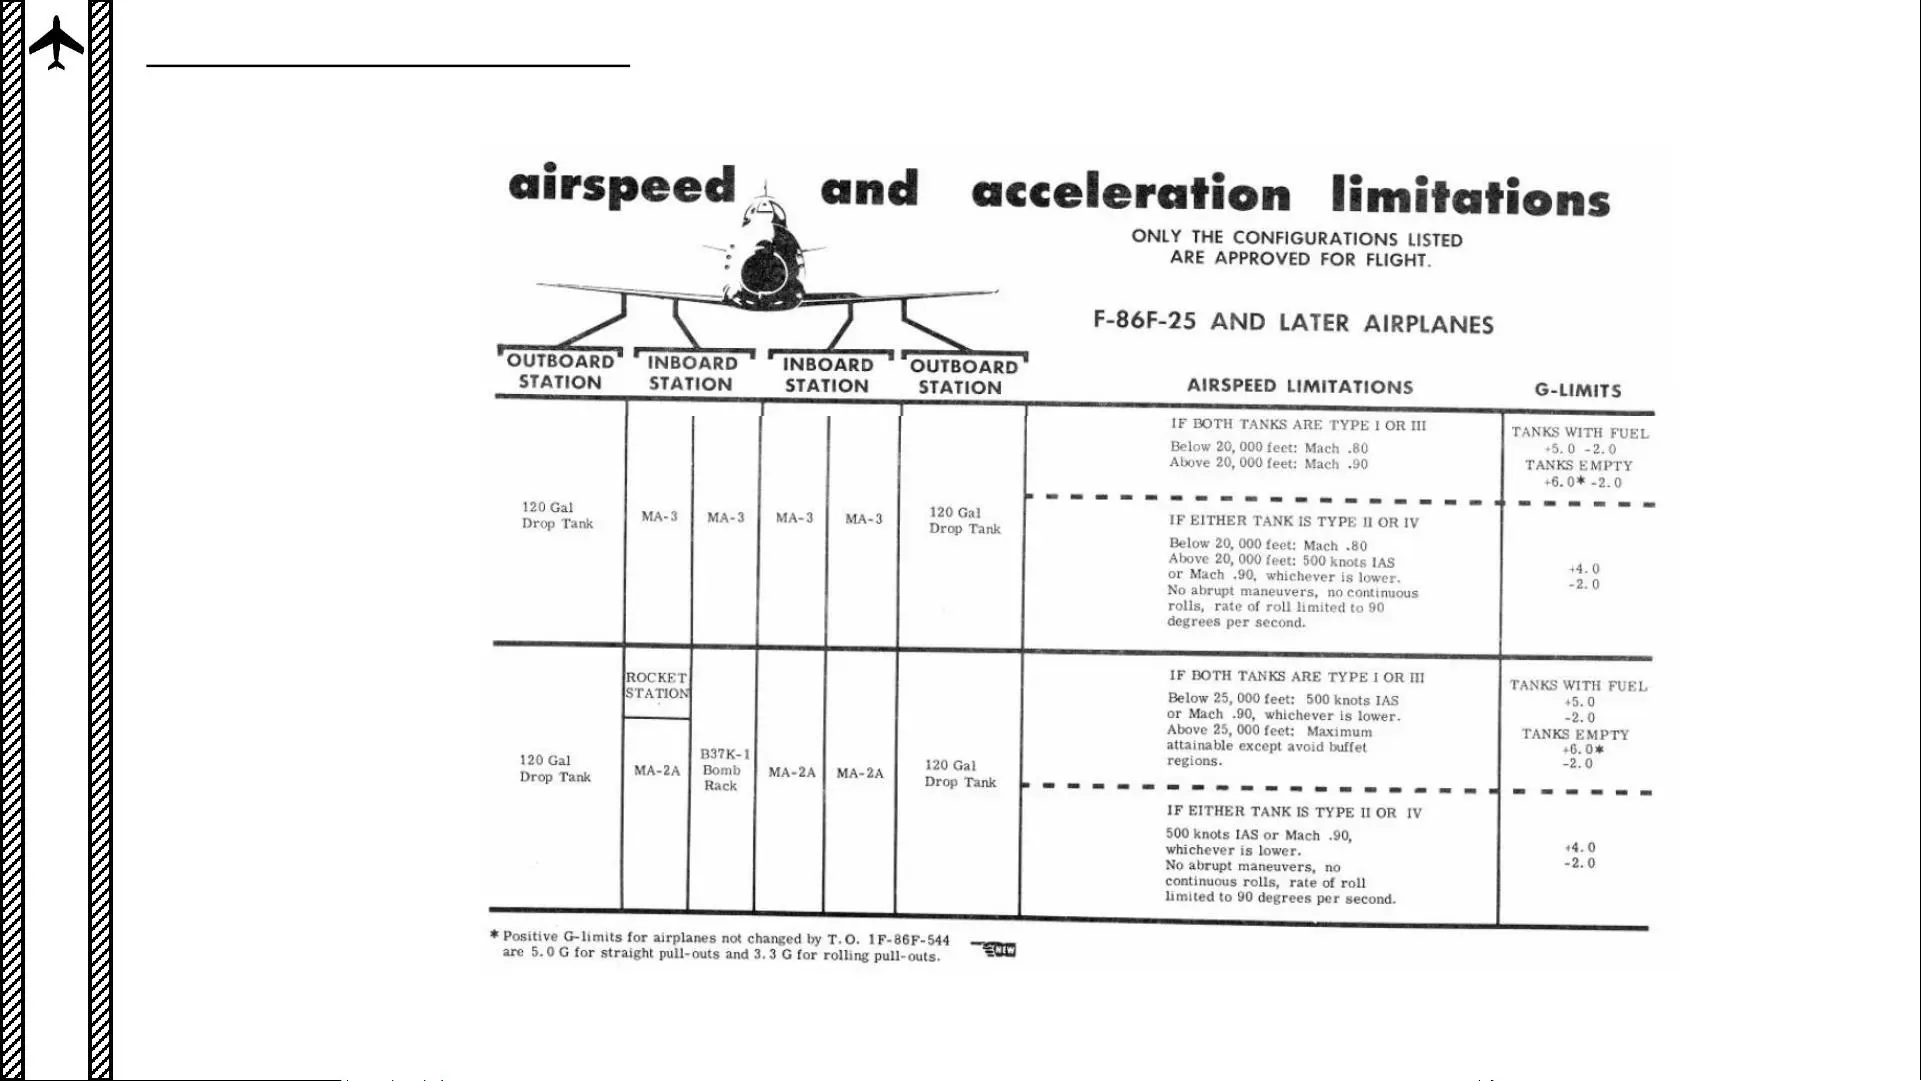 airspeed and acceleration limitations
ONLY THE CONFIGURATIONS LISTED
ARE APPROVED FOR FLIGHT.
F-86F-25 AND LATER AIRPLANES
OUTBOARD STATION
INBOARD STATION
INBOARD STATION
OUTBOARD STATION
AIRSPEED LIMITATIONS
G-LIMITS
120 Gal
Drop Tank
MA-3
MA-3
MA-3
MA-3
120 Gal
Drop Tank
IF BOTH TANKS ARE TYPE I OR III
Below 20,000 feet: Mach .80
Above 20,000 feet: Mach .90
TANKS WITH FUEL
+5.0 -2.0
TANKS EMPTY
+6.0* -2.0
IF EITHER TANK IS TYPE II OR IV
Below 20,000 feet: Mach .80
Above 20,000 feet: 500 knots IAS
or Mach .90, whichever is lower.
No abrupt maneuvers, no continuous
rolls, rate of roll limited to 90
degrees per second.
+4.0
-2.0
120 Gal
Drop Tank
ROCKET
STATION
MA-2A
B37K-1
Bomb
Rack
MA-2A
MA-2A
120 Gal
Drop Tank
IF BOTH TANKS ARE TYPE I OR III
Below 25,000 feet: 500 knots IAS
or Mach .90, whichever is lower.
Above 25,000 feet: Maximum
attainable except avoid buffet
regions.
TANKS WITH FUEL
+5.0
-2.0
TANKS EMPTY
+6.0*
-2.0
IF EITHER TANK IS TYPE II OR IV
500 knots IAS or Mach .90,
whichever is lower.
No abrupt maneuvers, no
continuous rolls, rate of roll
limited to 90 degrees per second.
+4.0
-2.0
* Positive G-limits for airplanes not changed by T.O. 1F-86F-544
are 5.0 G for straight pull-outs and 3.3 G for rolling pull-outs.
NEW